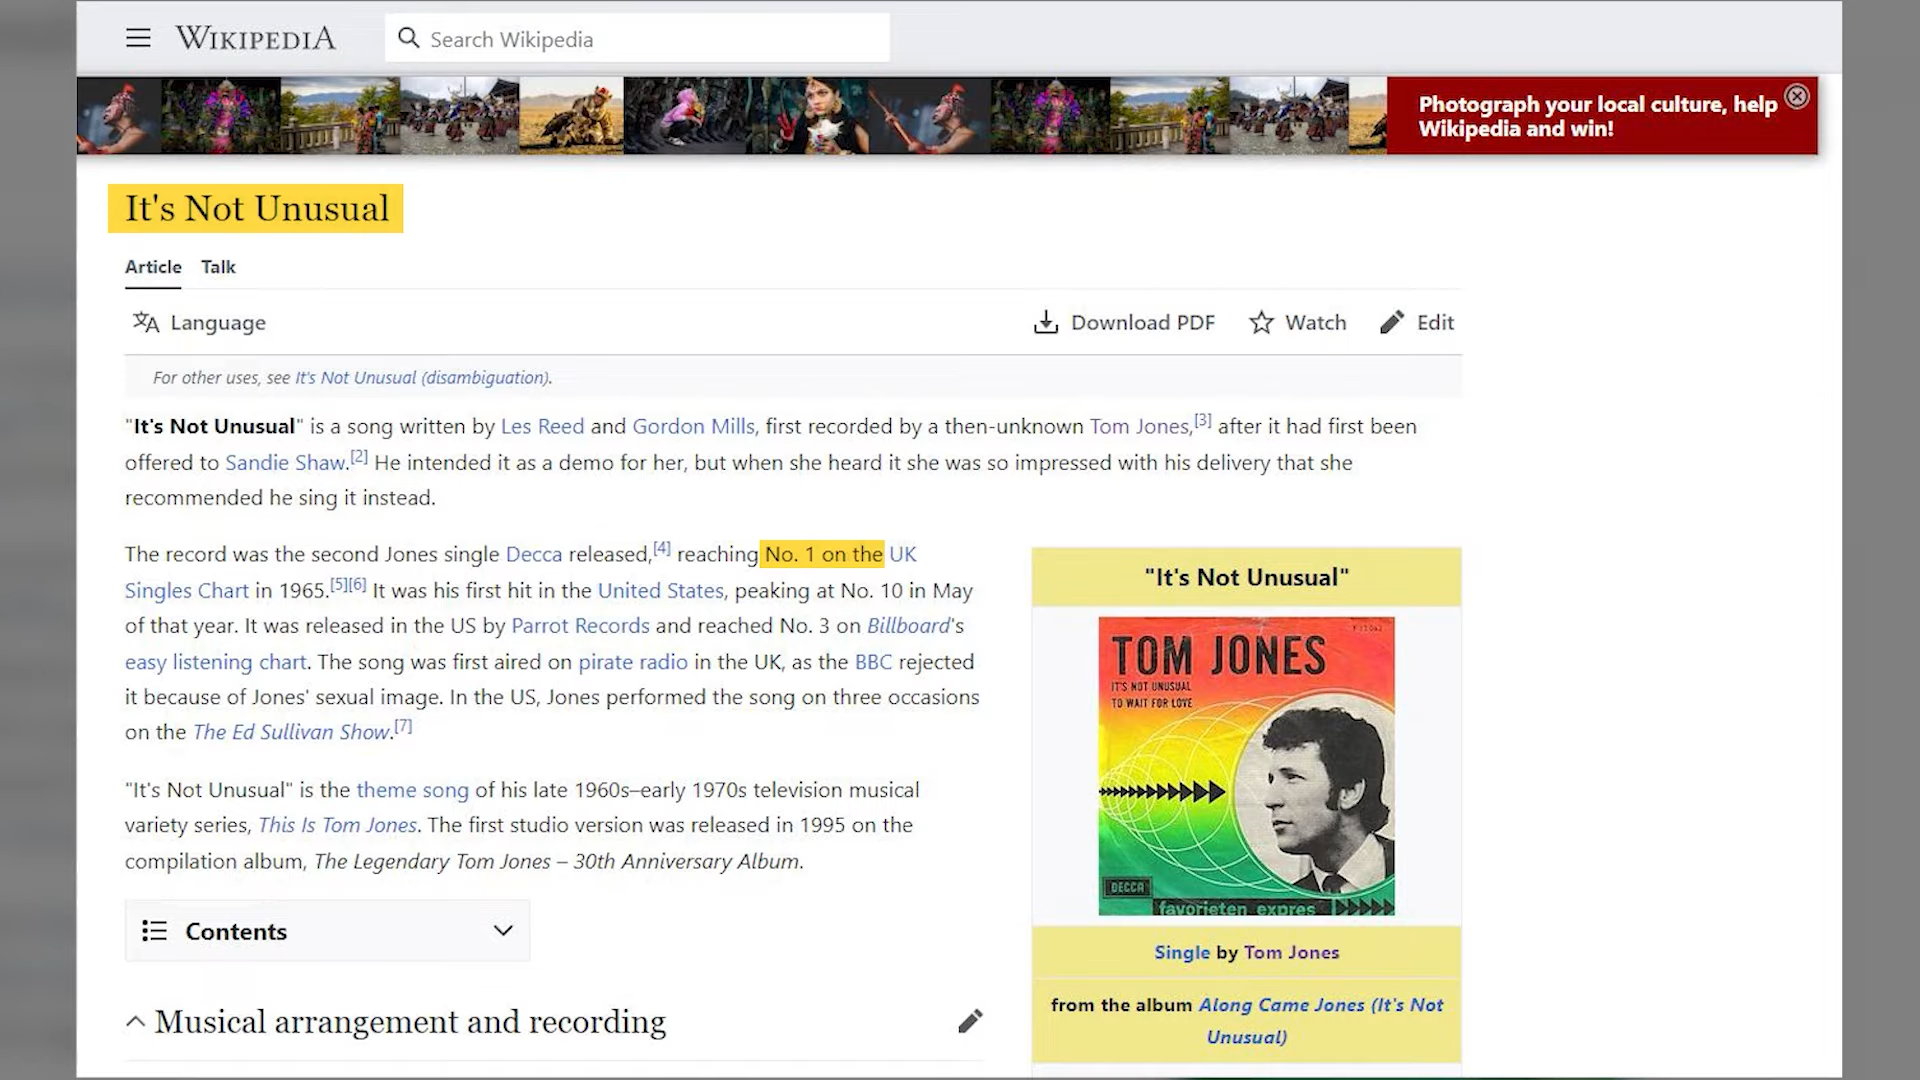 WIKIPEDIA
Search Wikipedia
Photograph your local culture, help
Wikipedia and win!
It's Not Unusual
Article Talk
Language
Download PDF Watch Edit
For other uses, see It's Not Unusual (disambiguation).
"It's Not Unusual" is a song written by Les Reed and Gordon Mills, first recorded by a then-unknown Tom Jones,[3] after it had first been
offered to Sandie Shaw.[2] He intended it as a demo for her, but when she heard it she was so impressed with his delivery that she
recommended he sing it instead.
The record was the second Jones single Decca released,[4] reaching No. 1 on the UK
Singles Chart in 1965.[5][6] It was his first hit in the United States, peaking at No. 10 in May
of that year. It was released in the US by Parrot Records and reached No. 3 on Billboard's
easy listening chart. The song was first aired on pirate radio in the UK, as the BBC rejected
it because of Jones' sexual image. In the US, Jones performed the song on three occasions
on the The Ed Sullivan Show.[7]
"It's Not Unusual" is the theme song of his late 1960s–early 1970s television musical
variety series, This Is Tom Jones. The first studio version was released in 1995 on the
compilation album, The Legendary Tom Jones – 30th Anniversary Album.
Contents
Musical arrangement and recording
"It's Not Unusual"
TOM JONES
IT'S NOT UNUSUAL
TO WAIT FOR LOVE
DECCA
favorieten expres
Single by Tom Jones
from the album Along Came Jones (It's Not
Unusual)